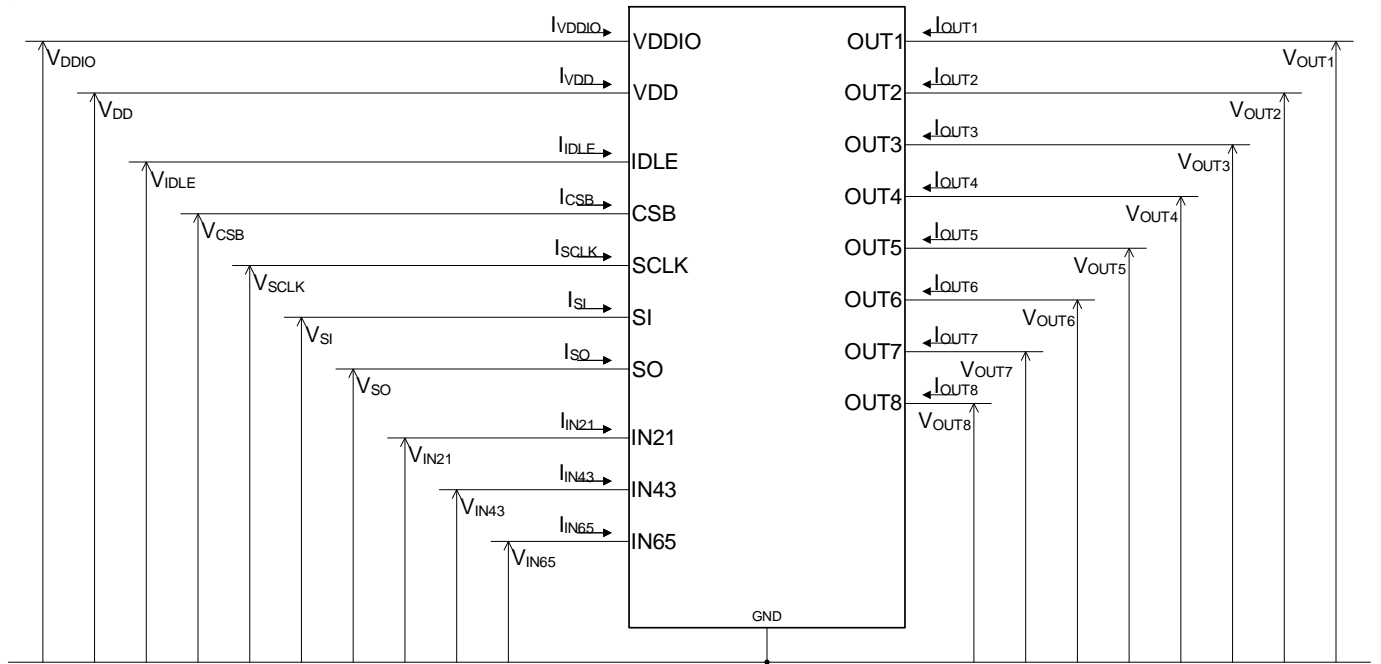 IVDDIO
VDDIO
VDDIO
IVDD
VDD
VDD
IIDLE
IDLE
VIDLE
ICSB
CSB
VCSB
ISCLK
SCLK
VSCLK
ISI
SI
VSI
ISO
SO
VSO
IIN21
IN21
VIN21
IIN43
IN43
VIN43
IIN65
IN65
VIN65
GND
IOUT1
OUT1
VOUT1
IOUT2
OUT2
VOUT2
IOUT3
OUT3
VOUT3
IOUT4
OUT4
VOUT4
IOUT5
OUT5
VOUT5
IOUT6
OUT6
VOUT6
IOUT7
OUT7
VOUT7
IOUT8
OUT8
VOUT8